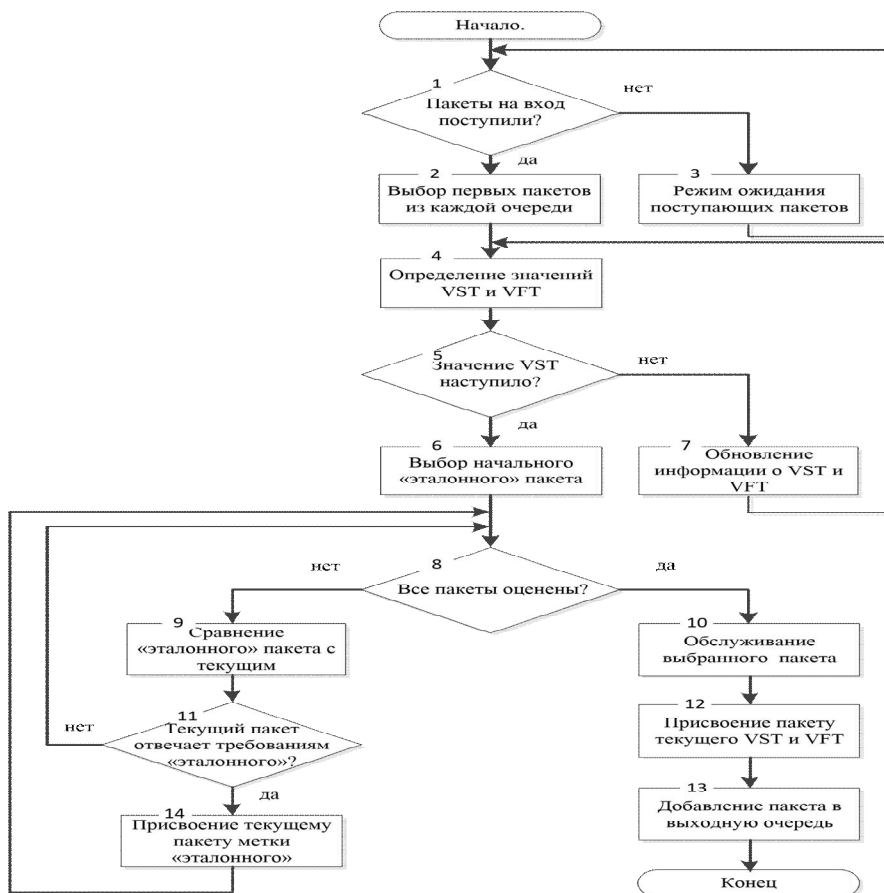 Начало.
1
Пакеты на вход
поступили?
нет
да
2
Выбор первых пакетов
из каждой очереди
3
Режим ожидания
поступающих пакетов
4
Определение значений
VST и VFT
5
Значение VST
наступило?
нет
да
6
Выбор начального
«эталонного» пакета
7
Обновление
информации о VST и
VFT
8
Все пакеты оценены?
нет
да
9
Сравнение
«эталонного» пакета с
текущим
10
Обслуживание
выбранного пакета
11
Текущий пакет
отвечает требованиям
«эталонного»?
нет
да
12
Присвоение пакету
текущего VST и VFT
13
Добавление пакета в
выходную очередь
14
Присвоение текущему
пакету метки
«эталонного»
Конец